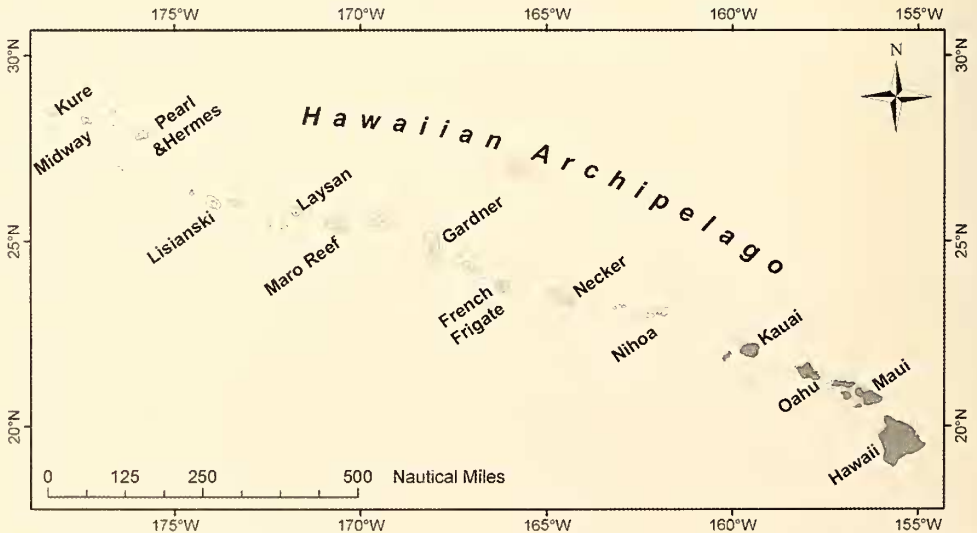 175°W 170°W 165°W 160°W 155°W
30°N 30°N
N
Kure
Midway
Pearl
&Hermes
Hawaiian Archipelago
Lisianski
Laysan
Maro Reef
Gardner
25°N 25°N
French
Frigate
Necker
Nihoa
Kauai
Oahu
Maui
Hawaii
20°N 20°N
0 125 250 500 Nautical Miles
175°W 170°W 165°W 160°W 155°W